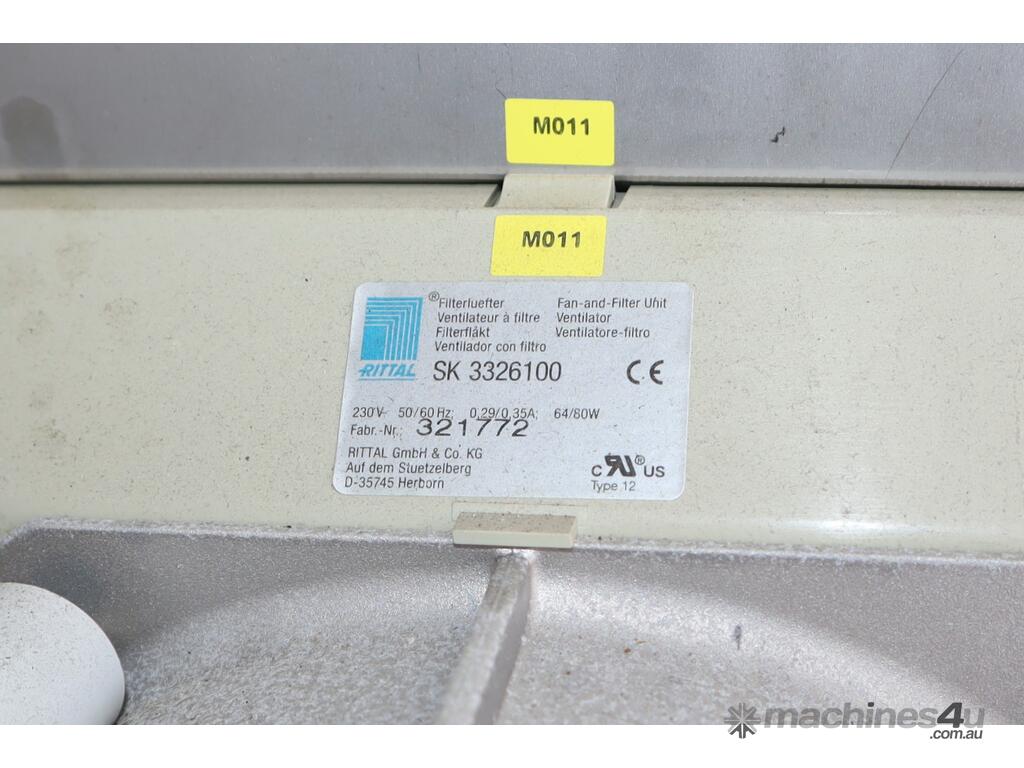 M011
M011
® Filterluefter Fan-and-Filter Unit
Ventilateur à filtre Ventilator
Filterfläkt Ventilatore-filtro
Ventilador con filtro
RITTAL SK 3326100 CE
230V~ 50/60 Hz; 0,29/0,35A; 64/80W
Fabr.-Nr.: 321772
RITTAL GmbH & Co. KG
Auf dem Stuetzelberg
D-35745 Herborn
C RU ® US
Type 12
machines4u
.com.au